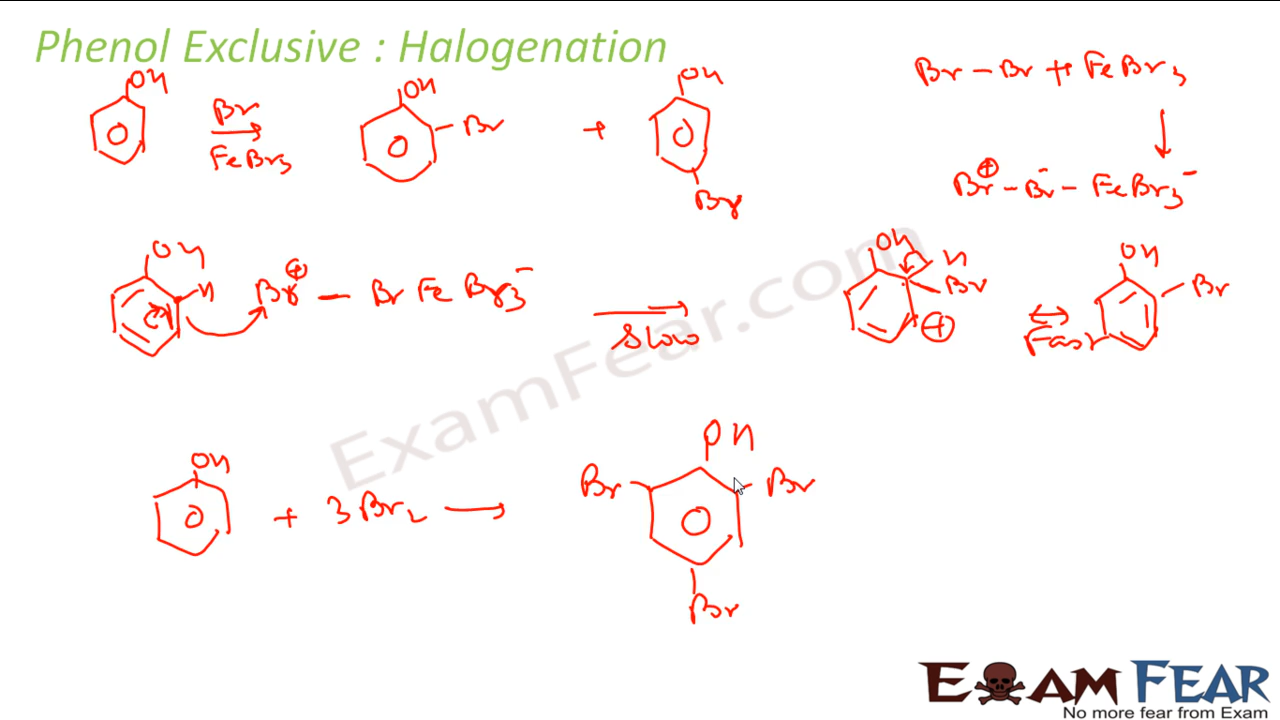 Phenol Exclusive : Halogenation
OH
Br
FeBr3
OH
Br
+
OH
Br
Br - Br + FeBr3
Br⊕ - Br⁻ - FeBr3⁻
OH
H
Br⊕ - Br Fe Br3⁻
Slow
OH
H
Br
⊕
Fast
OH
Br
ExamFear.com
OH
+ 3Br2
OH
Br
Br
Br
EXAM FEAR
No more fear from Exam